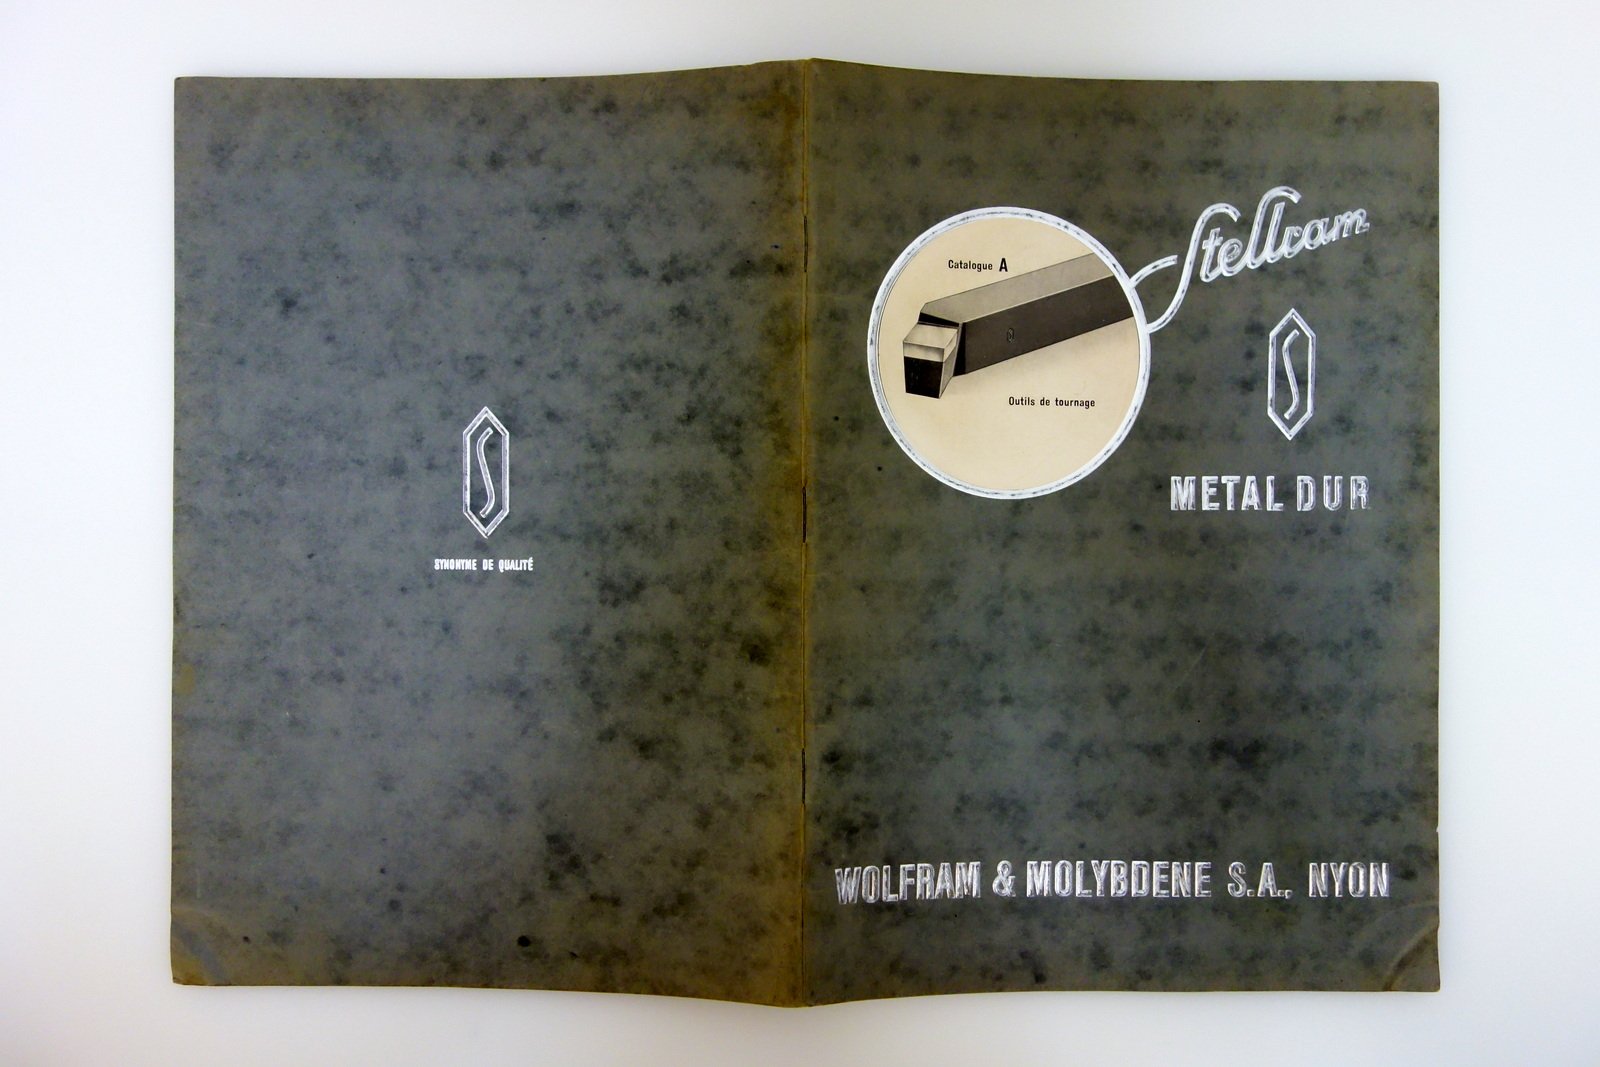 S
SYNONYME DE QUALITÉ
Stellram
Catalogue A
Outils de tournage
S
METAL DUR
WOLFRAM & MOLYBDENE S.A., NYON